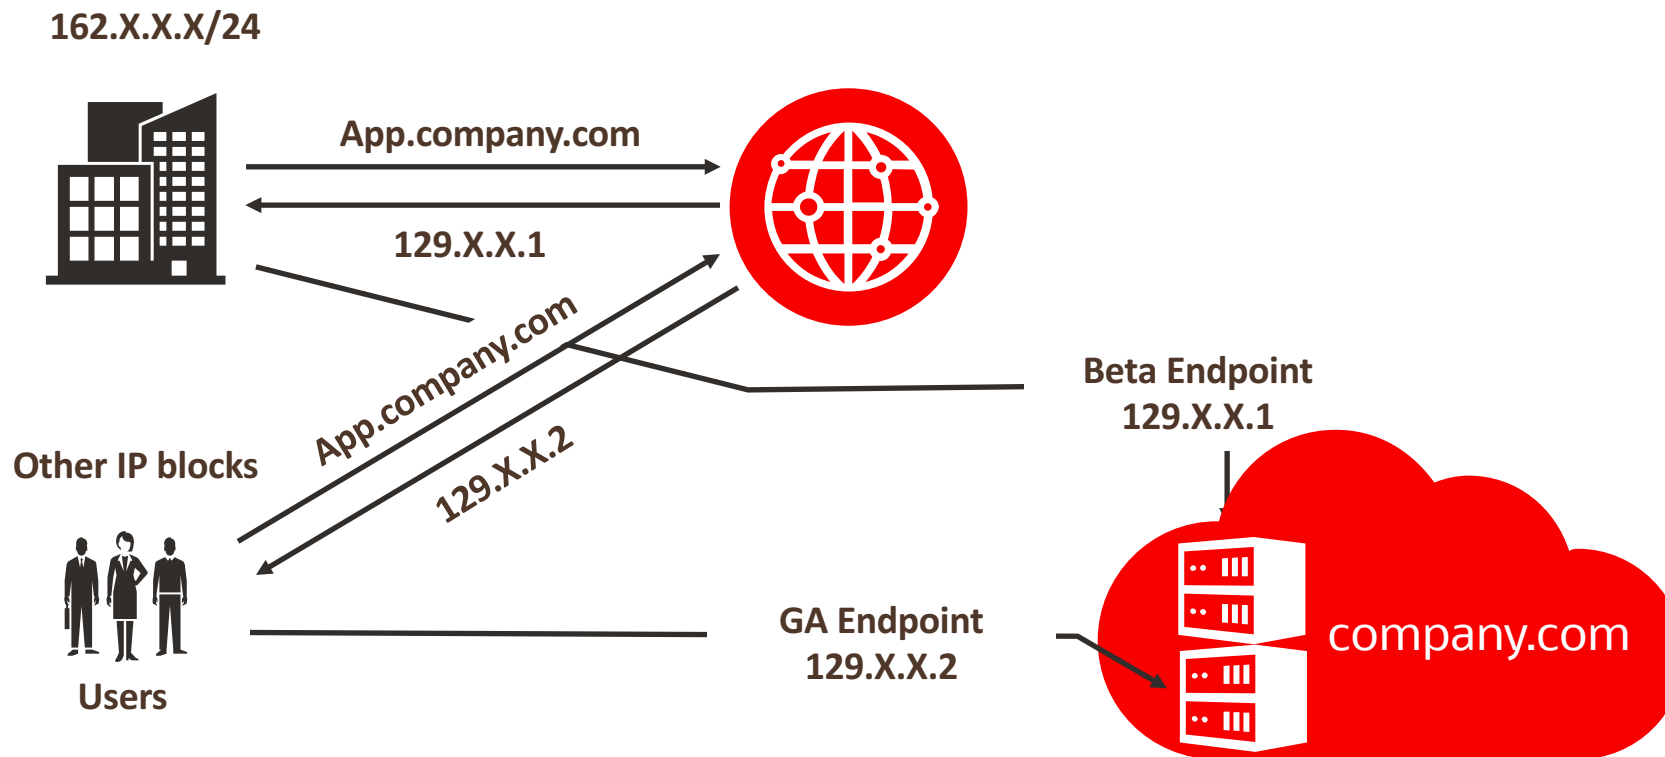 162.X.X.X/24
App.company.com
129.X.X.1
App.company.com
129.X.X.2
Beta Endpoint
129.X.X.1
Other IP blocks
Users
GA Endpoint
129.X.X.2
company.com